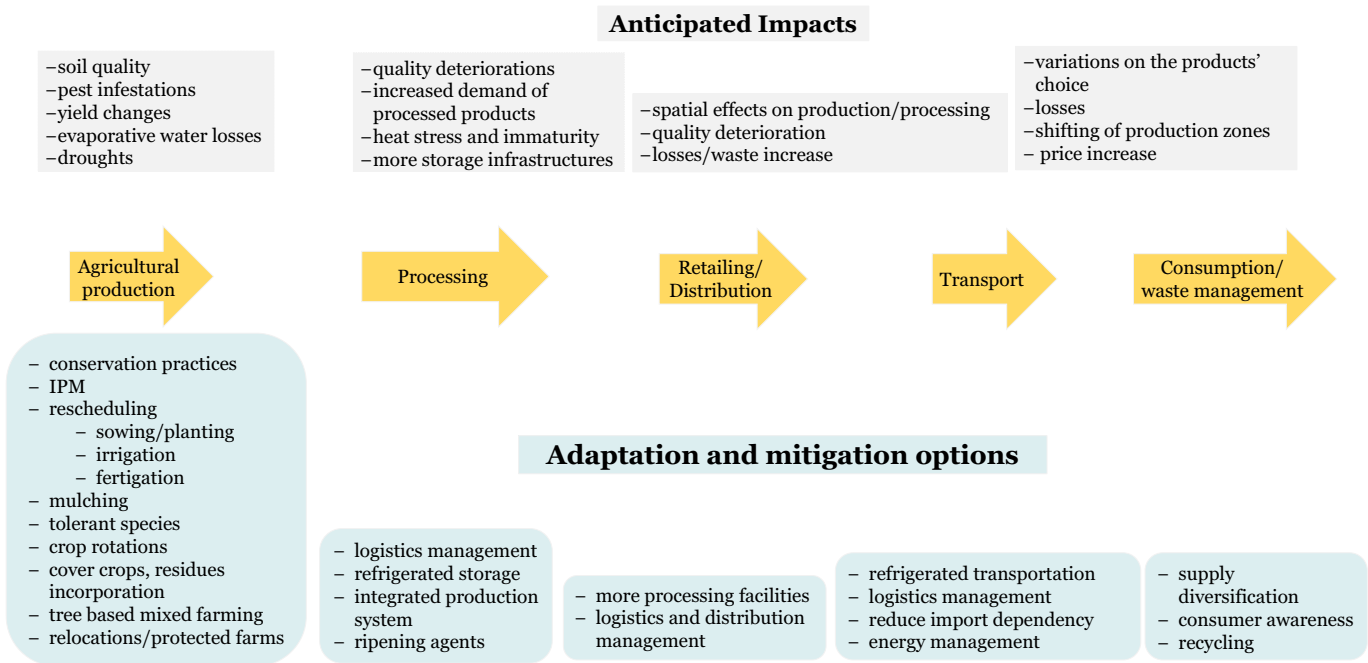 Anticipated Impacts
–soil quality
–pest infestations
–yield changes
–evaporative water losses
–droughts
–quality deteriorations
–increased demand of
processed products
–heat stress and immaturity
–more storage infrastructures
–spatial effects on production/processing
–quality deterioration
–losses/waste increase
–variations on the products’
choice
–losses
–shifting of production zones
– price increase
Agricultural
production
Processing
Retailing/
Distribution
Transport
Consumption/
waste management
Adaptation and mitigation options
– conservation practices
– IPM
– rescheduling
– sowing/planting
– irrigation
– fertigation
– mulching
– tolerant species
– crop rotations
– cover crops, residues
incorporation
– tree based mixed farming
– relocations/protected farms
– logistics management
– refrigerated storage
– integrated production
system
– ripening agents
– more processing facilities
– logistics and distribution
management
– refrigerated transportation
– logistics management
– reduce import dependency
– energy management
– supply
diversification
– consumer awareness
– recycling